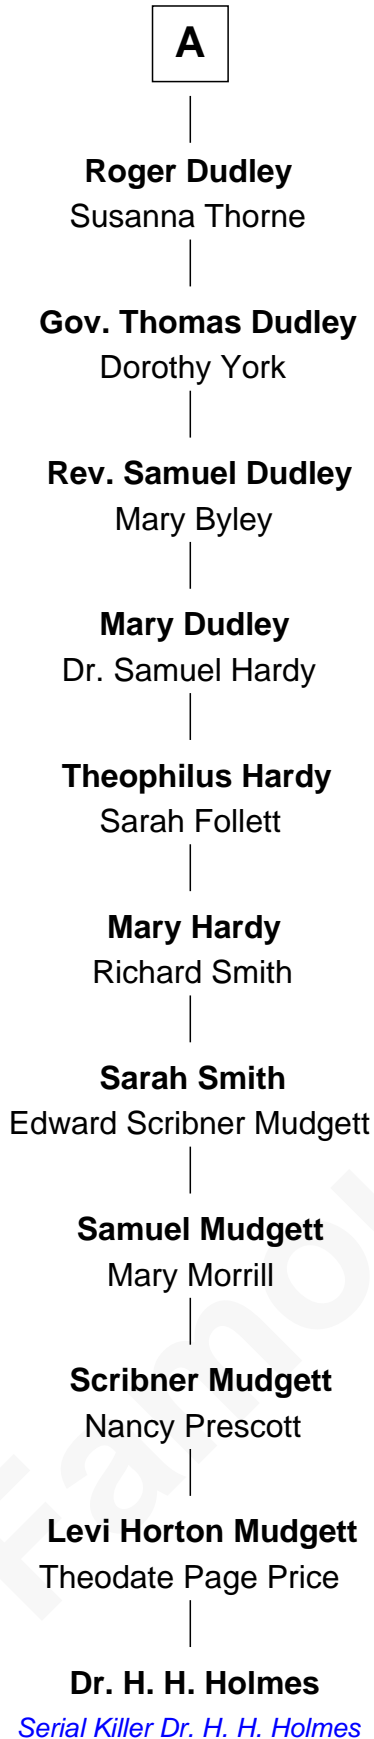 A
Roger Dudley
Susanna Thorne
Gov. Thomas Dudley
Dorothy York
Rev. Samuel Dudley
Mary Byley
Mary Dudley
Dr. Samuel Hardy
Theophilus Hardy
Sarah Follett
Mary Hardy
Richard Smith
Sarah Smith
Edward Scribner Mudgett
Samuel Mudgett
Mary Morrill
Scribner Mudgett
Nancy Prescott
Levi Horton Mudgett
Theodate Page Price
Dr. H. H. Holmes
Serial Killer Dr. H. H. Holmes